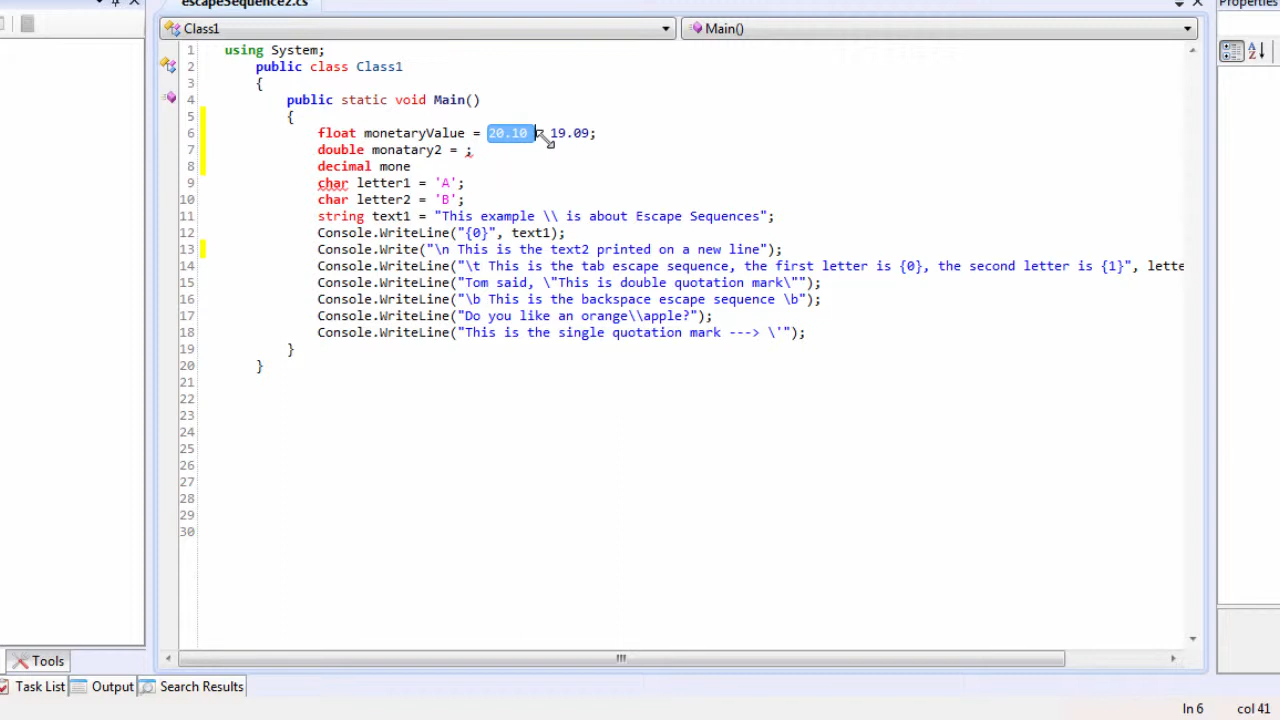 escapeSequence2.cs
Properties
Class1
Main()
1 using System;
2 public class Class1
3 {
4 public static void Main()
5 {
6 float monetaryValue = 20.10 19.09;
7 double monatary2 = ;
8 decimal mone
9 char letter1 = 'A';
10 char letter2 = 'B';
11 string text1 = "This example \\ is about Escape Sequences";
12 Console.WriteLine("{0}", text1);
13 Console.Write("\n This is the text2 printed on a new line");
14 Console.WriteLine("\t This is the tab escape sequence, the first letter is {0}, the second letter is {1}", lette
15 Console.WriteLine("Tom said, \"This is double quotation mark\"");
16 Console.WriteLine("\b This is the backspace escape sequence \b");
17 Console.WriteLine("Do you like an orange\\apple?");
18 Console.WriteLine("This is the single quotation mark ---> \'");
19 }
20 }
21
22
23
24
25
26
27
28
29
30
Tools
Task List Output Search Results
ln 6 col 41